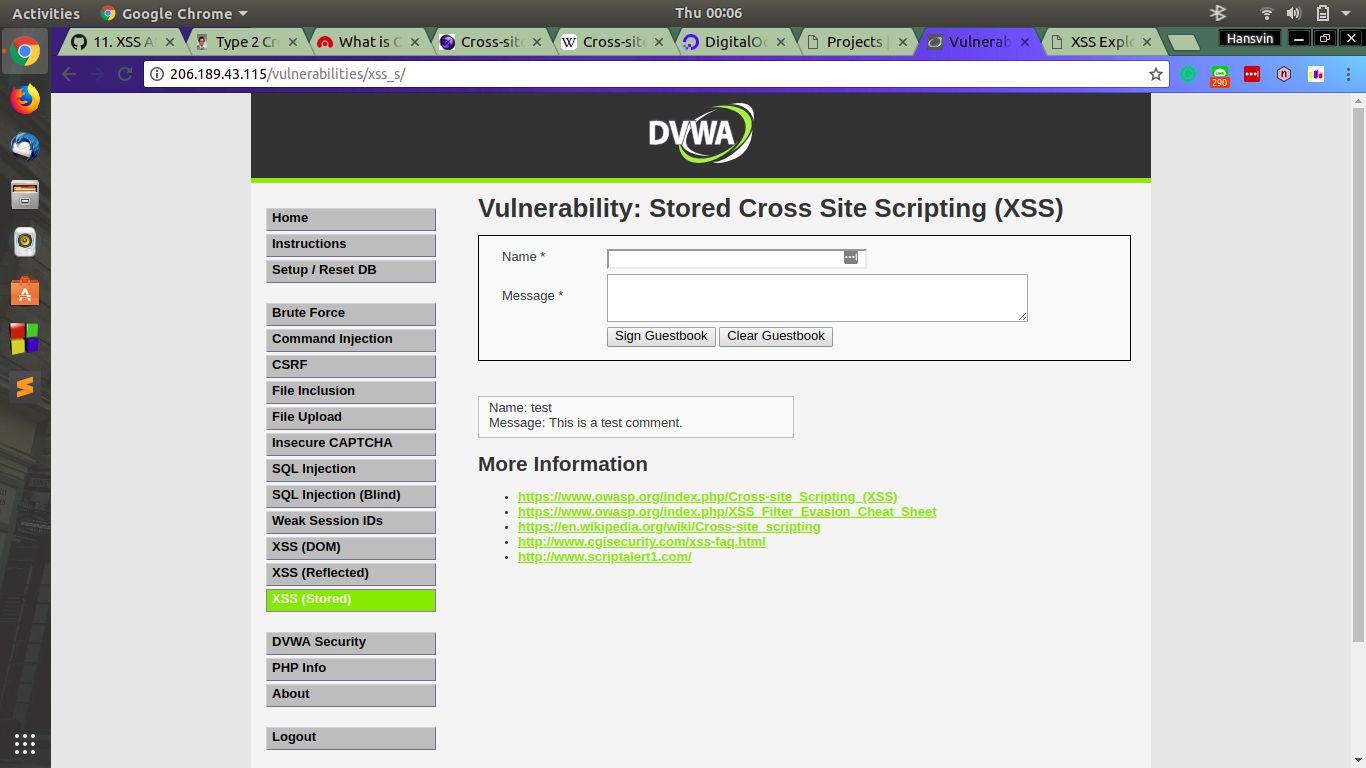 Activities Google Chrome Thu 00:06
11. XSS A Type 2 Cr What is C Cross-sit Cross-sit DigitalO Projects Vulnerab XSS Expl Hansvin
206.189.43.115/vulnerabilities/xss_s/
290
DVWA
Home
Instructions
Setup / Reset DB
Brute Force
Command Injection
CSRF
File Inclusion
File Upload
Insecure CAPTCHA
SQL Injection
SQL Injection (Blind)
Weak Session IDs
XSS (DOM)
XSS (Reflected)
XSS (Stored)
DVWA Security
PHP Info
About
Logout
Vulnerability: Stored Cross Site Scripting (XSS)
Name *
Message *
Sign Guestbook Clear Guestbook
Name: test
Message: This is a test comment.
More Information
https://www.owasp.org/index.php/Cross-site_Scripting_(XSS)
https://www.owasp.org/index.php/XSS_Filter_Evasion_Cheat_Sheet
https://en.wikipedia.org/wiki/Cross-site_scripting
http://www.cgisecurity.com/xss-faq.html
http://www.scriptalert1.com/